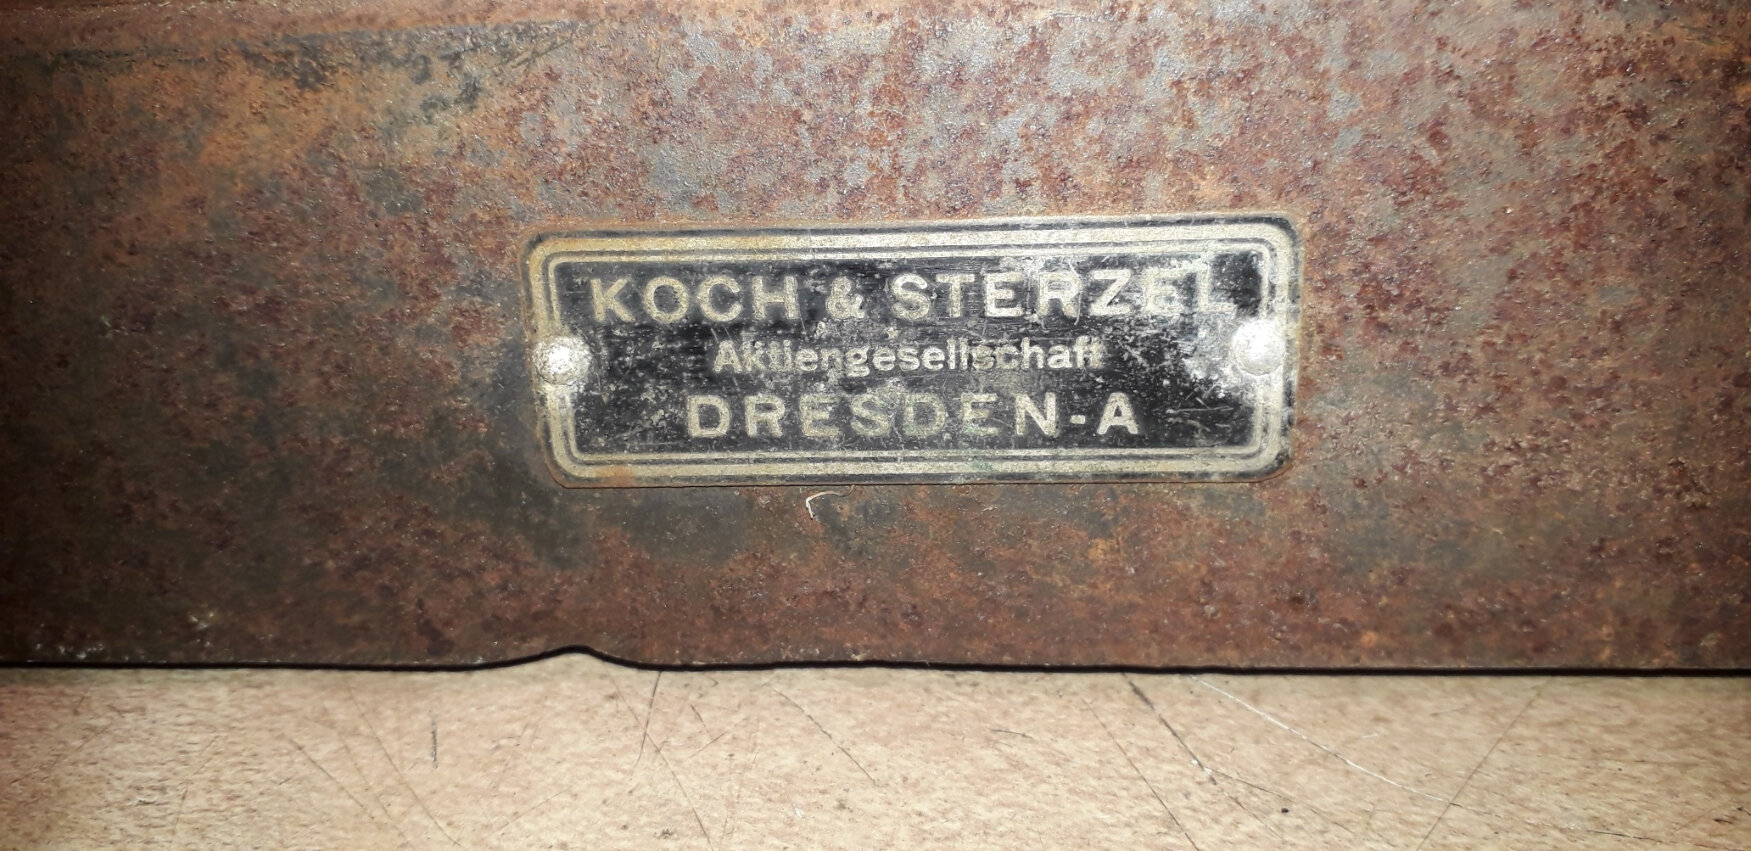 KOCH & STERZEL
Aktiengesellschaft
DRESDEN-A